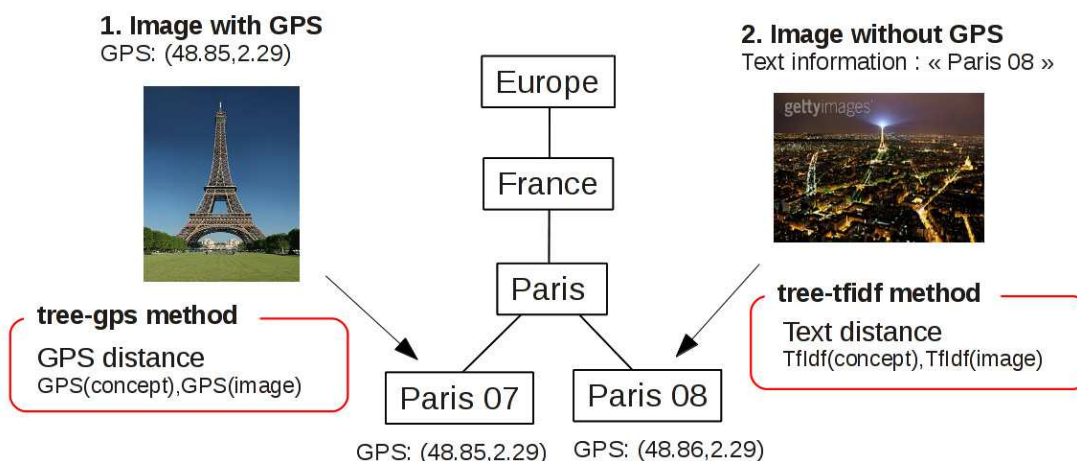 1. Image with GPS
GPS: (48.85,2.29)
2. Image without GPS
Text information : « Paris 08 »
gettyimages
Europe
France
Paris
tree-gps method
GPS distance
GPS(concept),GPS(image)
tree-tfidf method
Text distance
TfIdf(concept),TfIdf(image)
Paris 07
Paris 08
GPS: (48.85,2.29)
GPS: (48.86,2.29)